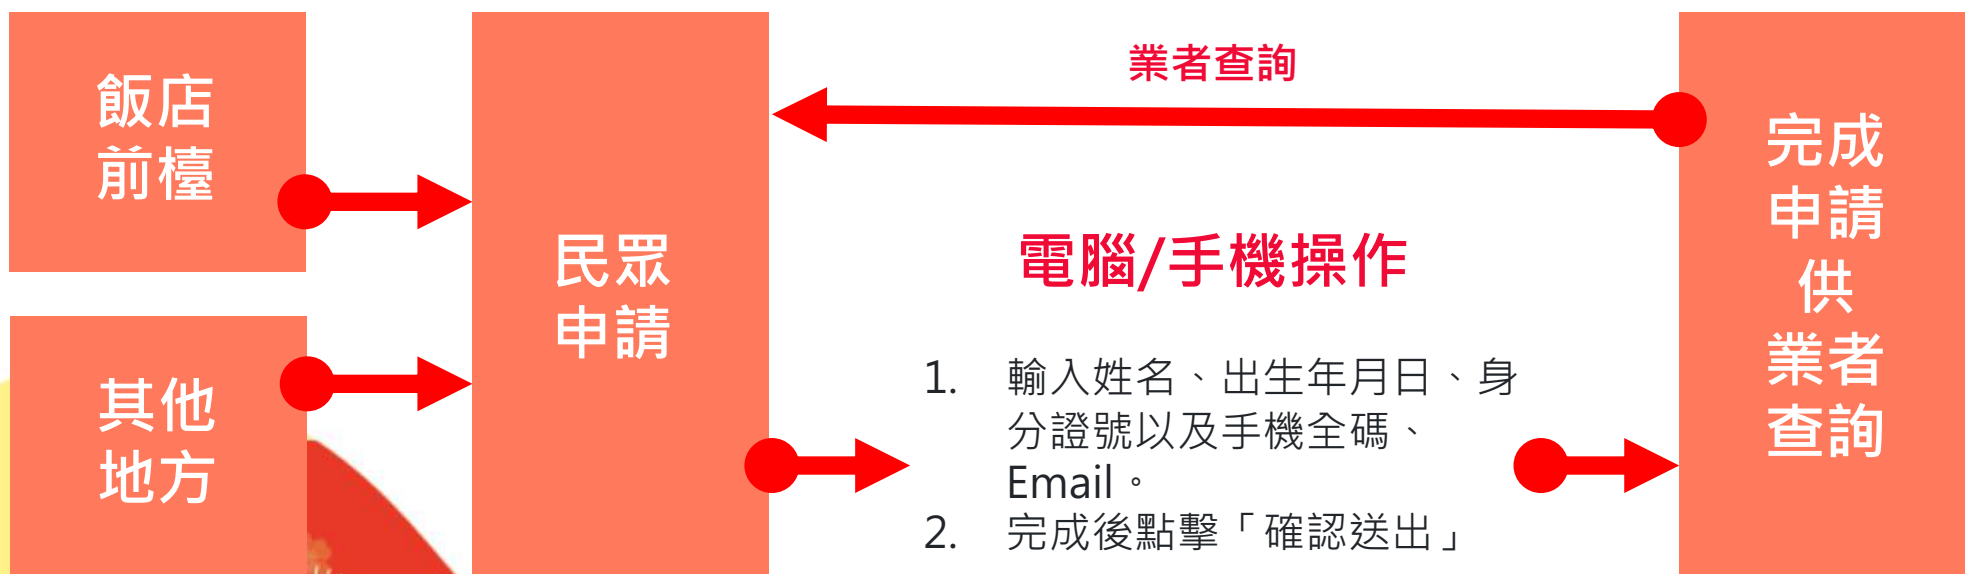 飯店
前檯
其他
地方
民眾
申請
業者查詢
電腦/手機操作
1. 輸入姓名、出生年月日、身
分證號以及手機全碼、
Email。
2. 完成後點擊「確認送出」
完成
申請
供
業者
查詢